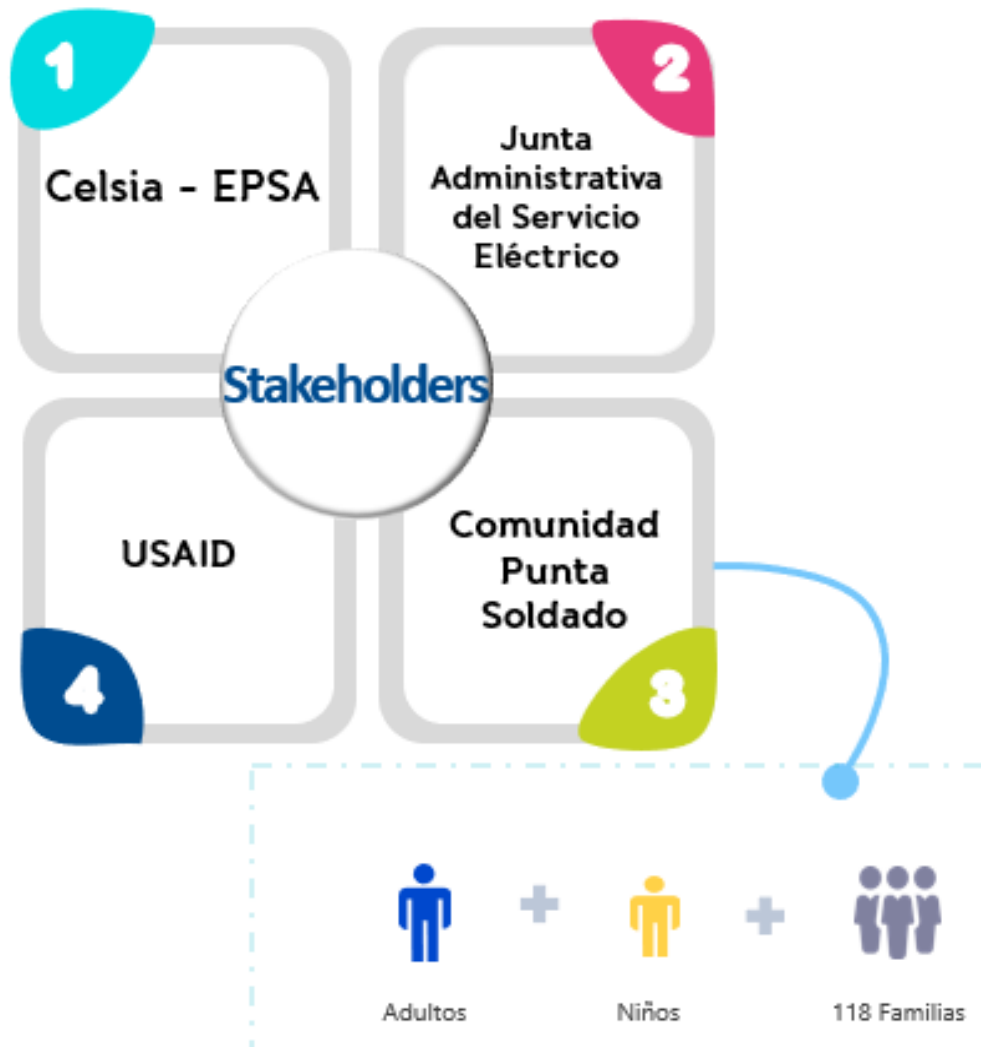 1
Celsia - EPSA
2
Junta
Administrativa
del Servicio
Eléctrico
Stakeholders
USAID
4
Comunidad
Punta
Soldado
3
Adultos
Niños
118 Familias